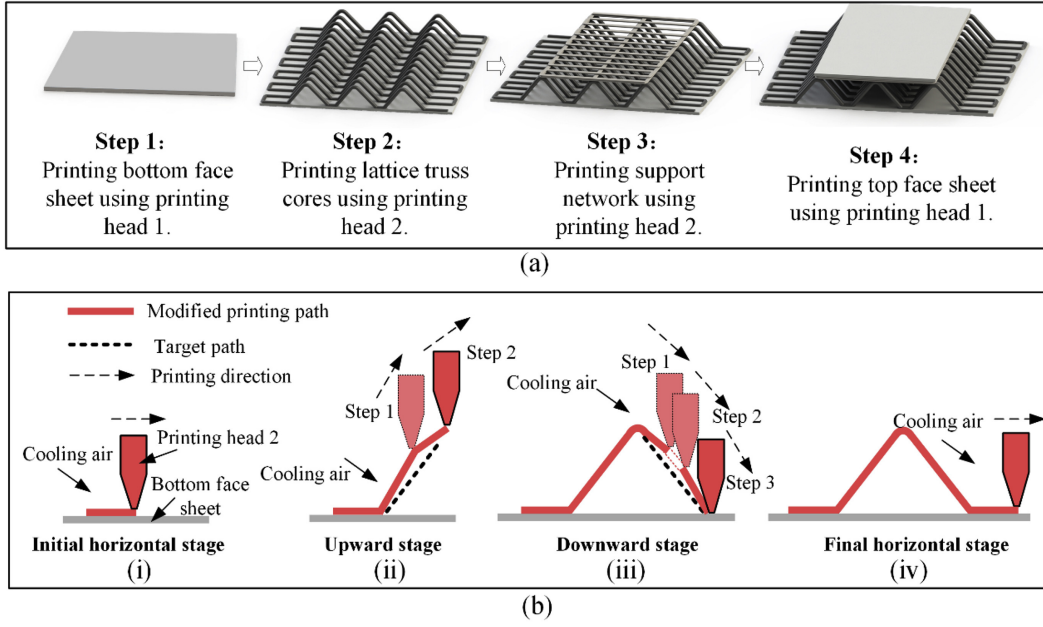 Step 1:
Printing bottom face
sheet using printing
head 1.
Step 2:
Printing lattice truss
cores using printing
head 2.
Step 3:
Printing support
network using
printing head 2.
Step 4:
Printing top face sheet
using printing head 1.
(a)
Modified printing path
Target path
Printing direction
Printing head 2
Cooling air
Bottom face
sheet
Initial horizontal stage
(i)
Step 2
Step 1
Cooling air
Upward stage
(ii)
Step 1
Cooling air
Step 2
Step 3
Downward stage
(iii)
Cooling air
Final horizontal stage
(iv)
(b)